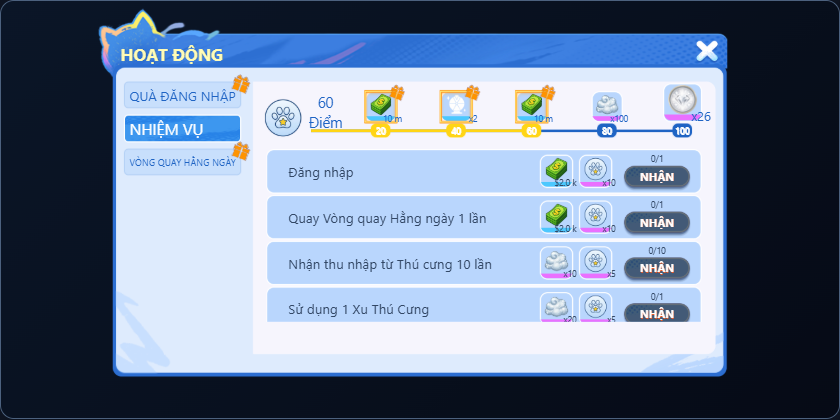 HOẠT ĐỘNG
QUÀ ĐĂNG NHẬP
NHIỆM VỤ
VÒNG QUAY HẰNG NGÀY
60
Điểm
10 m
x2
10 m
x100
x26
20
40
60
80
100
Đăng nhập
52.0 k
x10
0/1
NHẬN
Quay Vòng quay Hằng ngày 1 lần
52.0 k
x10
0/1
NHẬN
Nhận thu nhập từ Thú cưng 10 lần
x10
x5
0/10
NHẬN
Sử dụng 1 Xu Thú Cưng
x20
x5
0/1
NHẬN